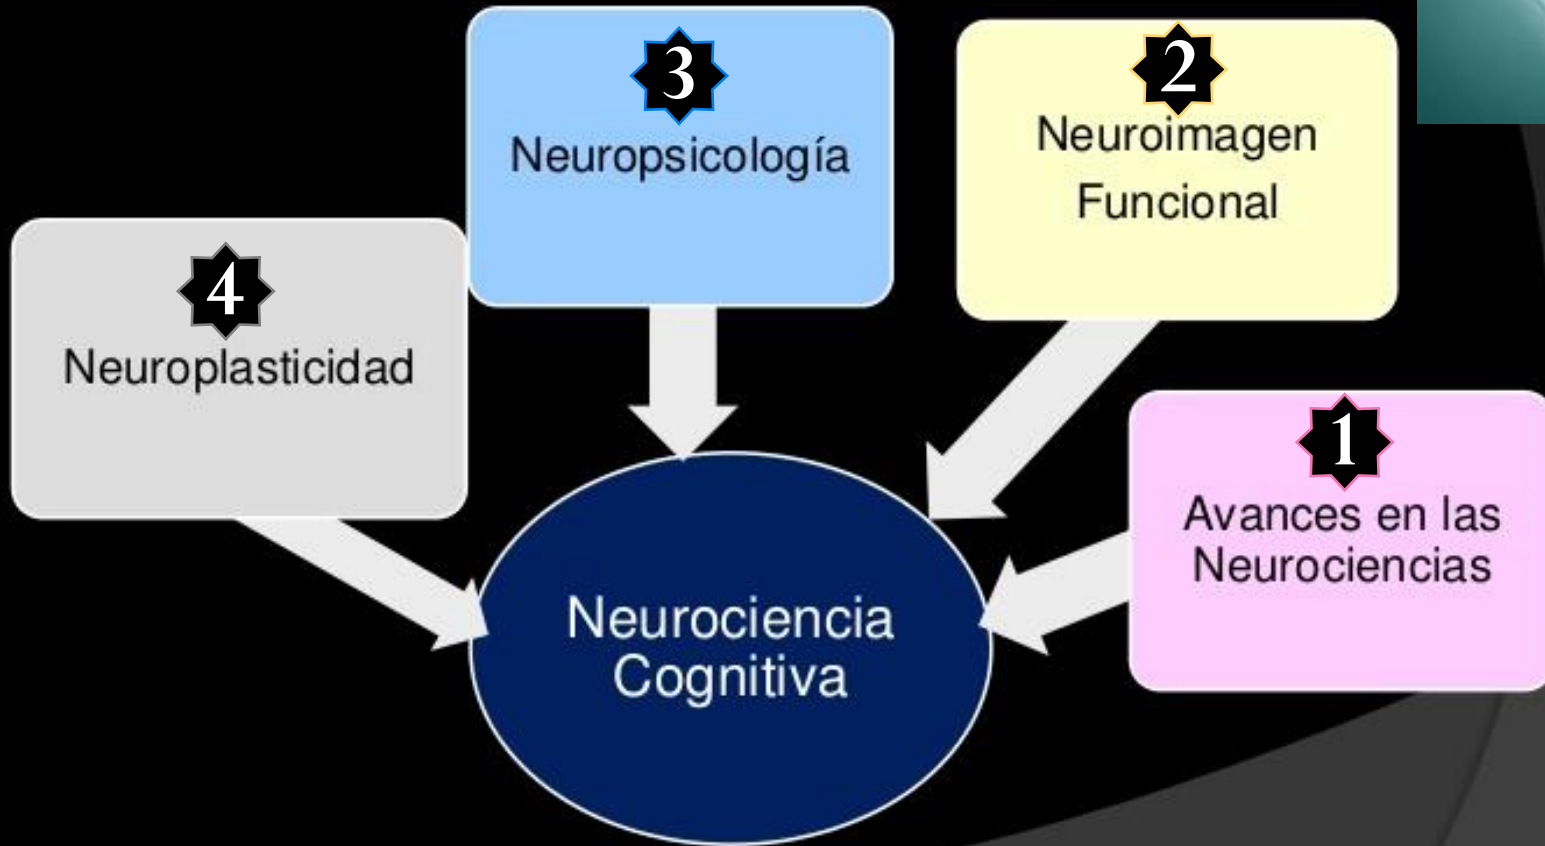 3
Neuropsicología
2
Neuroimagen
Funcional
4
Neuroplasticidad
1
Avances en las
Neurociencias
Neurociencia
Cognitiva